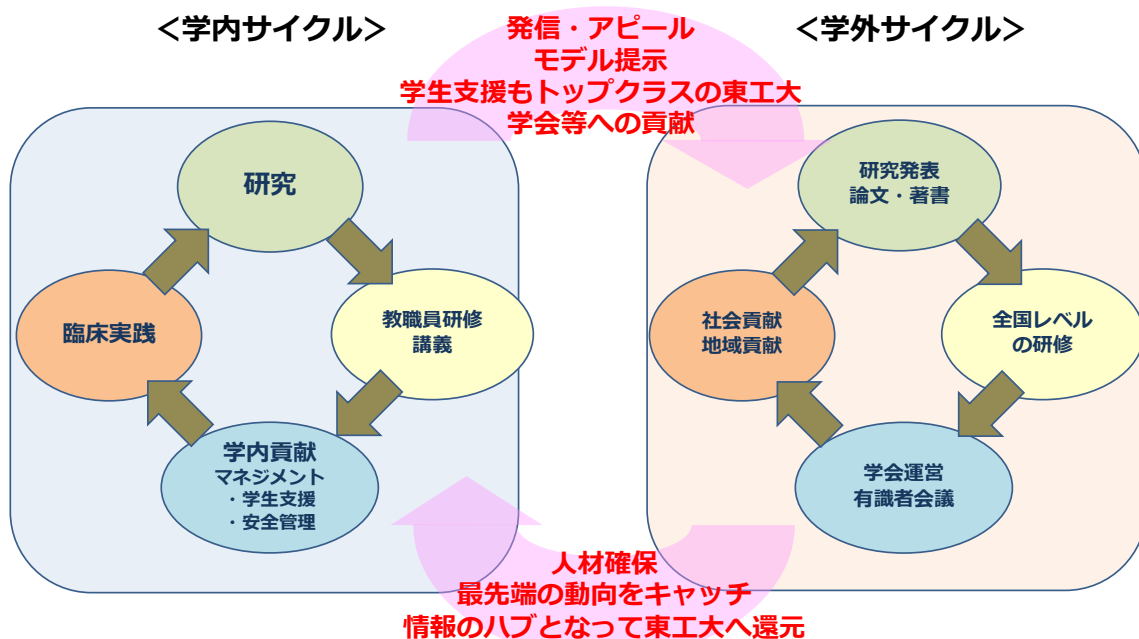 ＜学内サイクル＞
発信・アピール
モデル提示
学生支援もトップクラスの東工大
学会等への貢献
＜学外サイクル＞
研究
教職員研修
講義
学内貢献
マネジメント
・学生支援
・安全管理
臨床実践
研究発表
論文・著書
全国レベル
の研修
学会運営
有識者会議
社会貢献
地域貢献
人材確保
最先端の動向をキャッチ
情報のハブとなって東工大へ還元